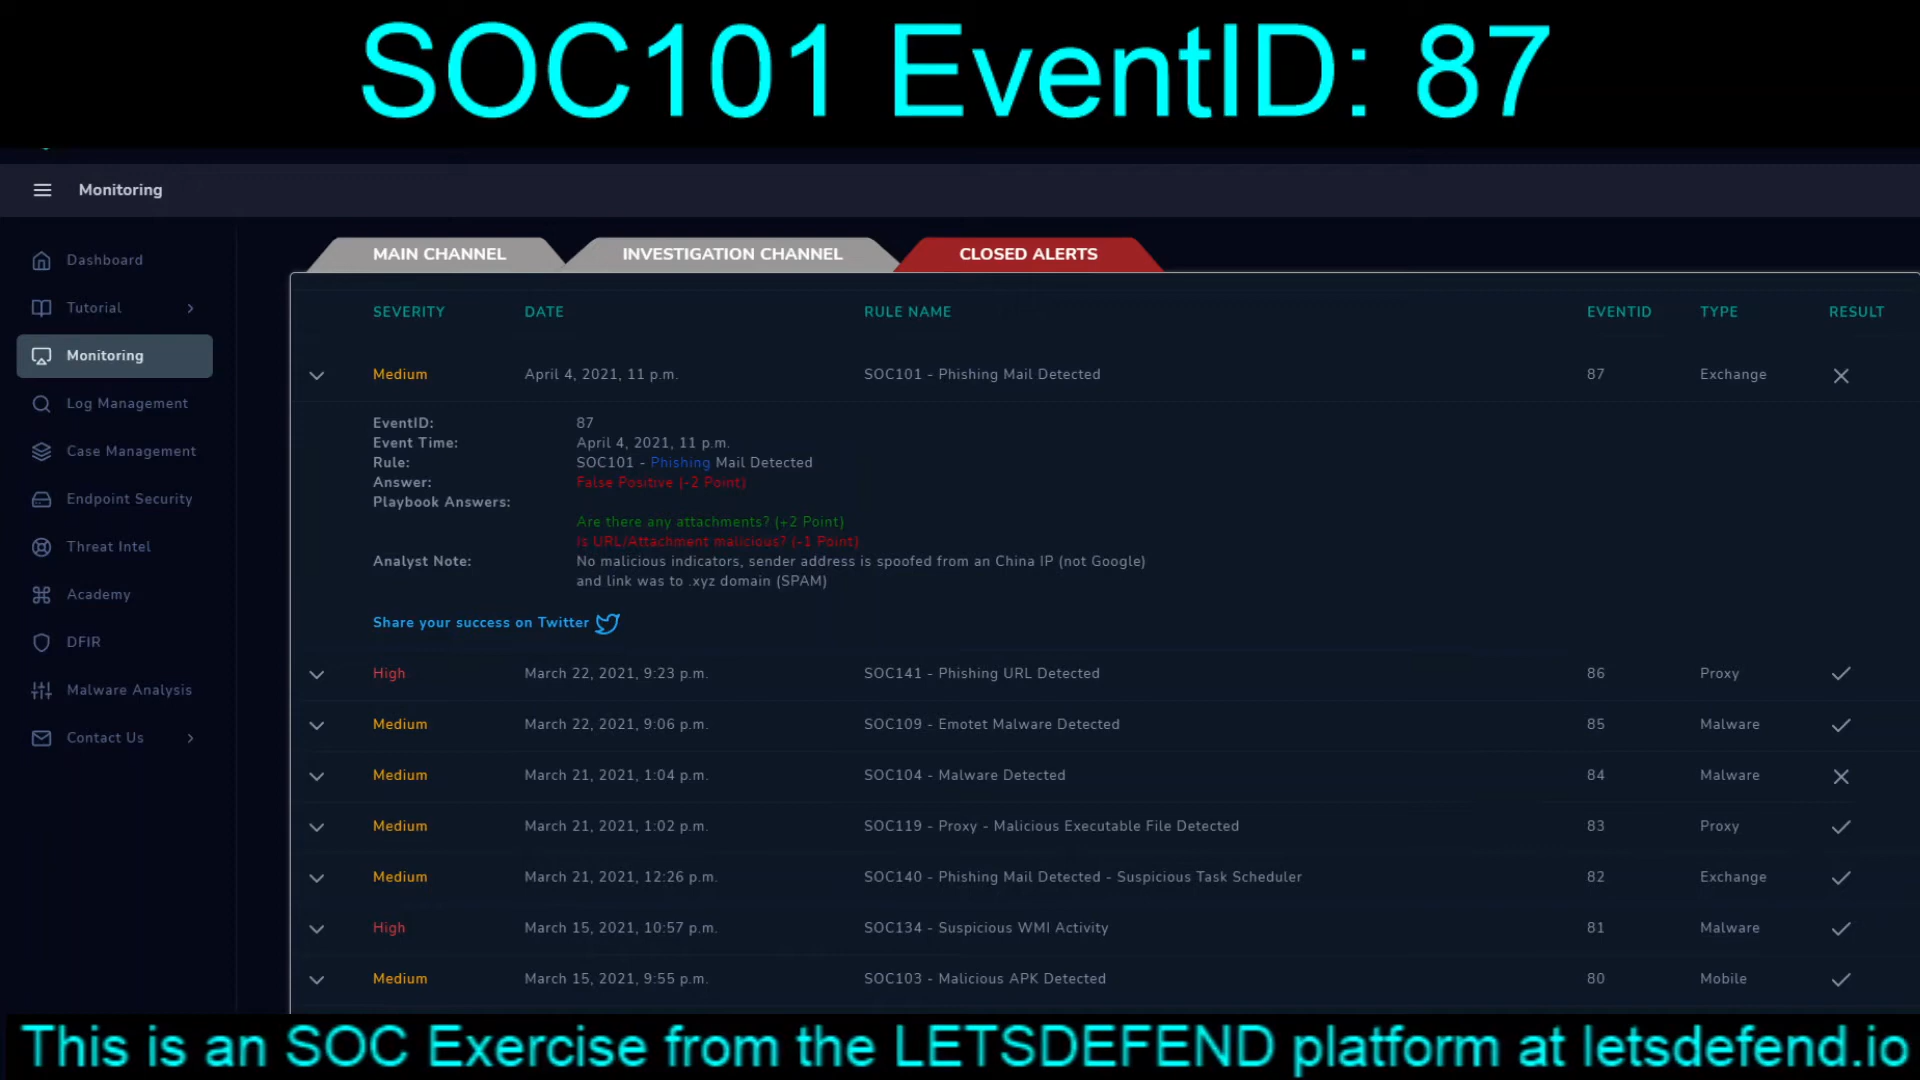 SOC101 EventID: 87
Monitoring
Dashboard
Tutorial
Monitoring
Log Management
Case Management
Endpoint Security
Threat Intel
Academy
DFIR
Malware Analysis
Contact Us
MAIN CHANNEL INVESTIGATION CHANNEL CLOSED ALERTS
SEVERITY DATE RULE NAME EVENTID TYPE RESULT
Medium April 4, 2021, 11 p.m. SOC101 - Phishing Mail Detected 87 Exchange
EventID: 87
Event Time: April 4, 2021, 11 p.m.
Rule: SOC101 - Phishing Mail Detected
Answer: False Positive (-2 Point)
Playbook Answers:
Are there any attachments? (+2 Point)
Is URL/Attachment malicious? (-1 Point)
Analyst Note: No malicious indicators, sender address is spoofed from an China IP (not Google)
and link was to .xyz domain (SPAM)
Share your success on Twitter
High March 22, 2021, 9:23 p.m. SOC141 - Phishing URL Detected 86 Proxy
Medium March 22, 2021, 9:06 p.m. SOC109 - Emotet Malware Detected 85 Malware
Medium March 21, 2021, 1:04 p.m. SOC104 - Malware Detected 84 Malware
Medium March 21, 2021, 1:02 p.m. SOC119 - Proxy - Malicious Executable File Detected 83 Proxy
Medium March 21, 2021, 12:26 p.m. SOC140 - Phishing Mail Detected - Suspicious Task Scheduler 82 Exchange
High March 15, 2021, 10:57 p.m. SOC134 - Suspicious WMI Activity 81 Malware
Medium March 15, 2021, 9:55 p.m. SOC103 - Malicious APK Detected 80 Mobile
This is an SOC Exercise from the LETSDEFEND platform at letsdefend.io